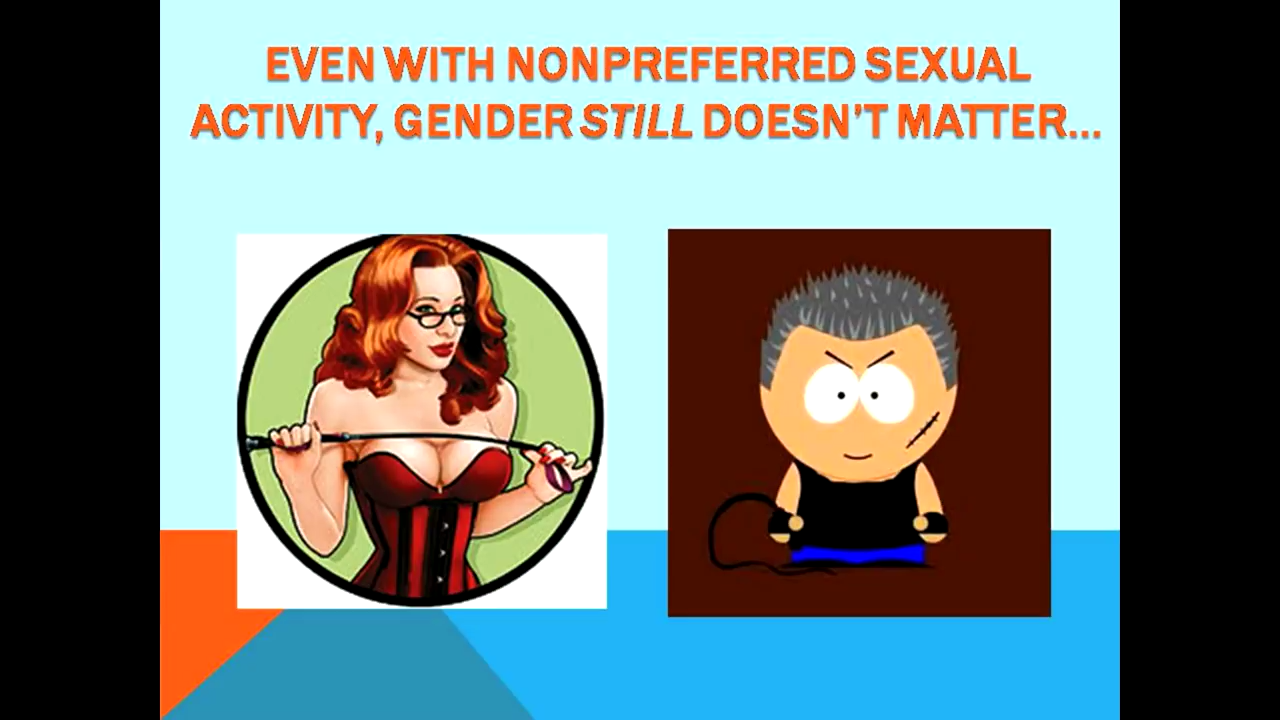 EVEN WITH NONPREFERRED SEXUAL
ACTIVITY, GENDER STILL DOESN'T MATTER...